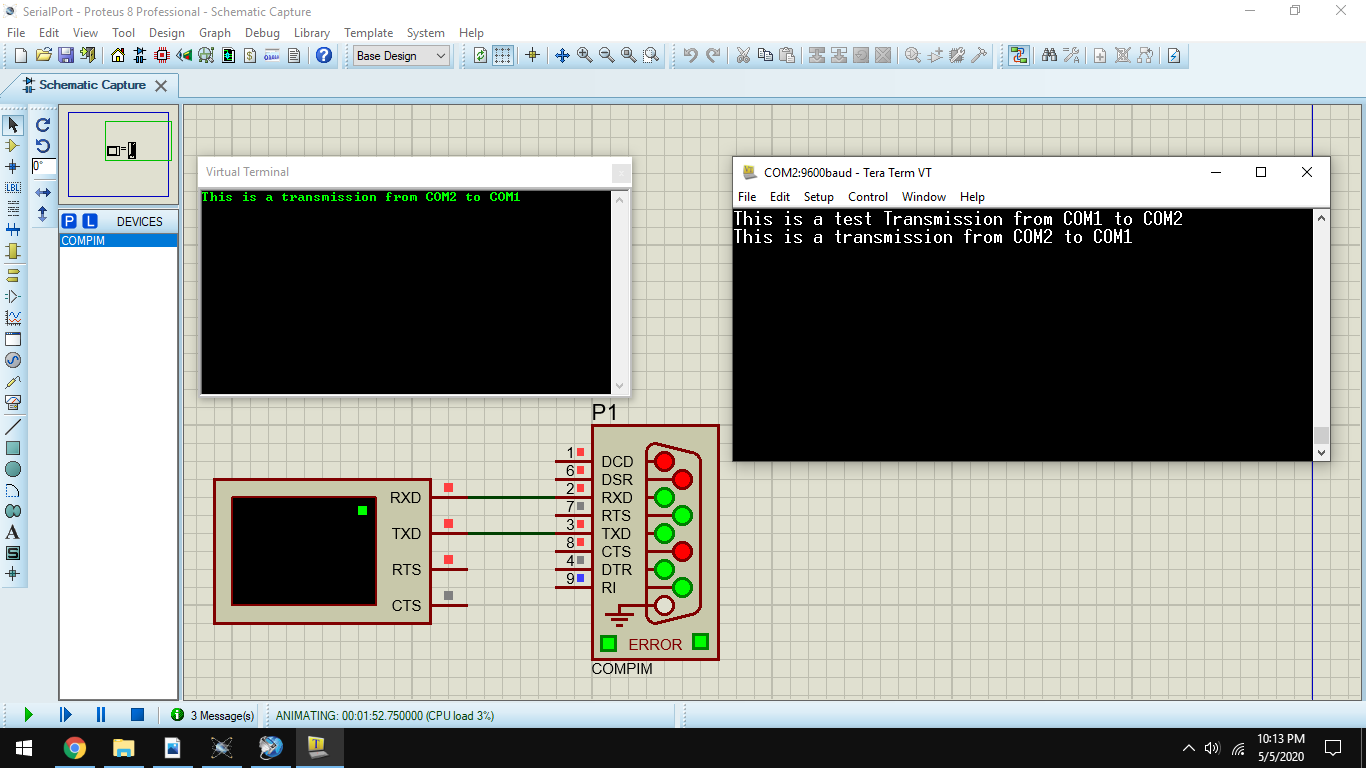 SerialPort - Proteus 8 Professional - Schematic Capture
File Edit View Tool Design Graph Debug Library Template System Help
Base Design
Schematic Capture
0°
LBL
P L DEVICES
COMPIM
A
S
Virtual Terminal
This is a transmission from COM2 to COM1
COM2:9600baud - Tera Term VT
File Edit Setup Control Window Help
This is a test Transmission from COM1 to COM2
This is a transmission from COM2 to COM1
P1
RXD
TXD
RTS
CTS
1 DCD
6 DSR
2 RXD
7 RTS
3 TXD
8 CTS
4 DTR
9 RI
ERROR
COMPIM
3 Message(s)
ANIMATING: 00:01:52.750000 (CPU load 3%)
10:13 PM
5/5/2020